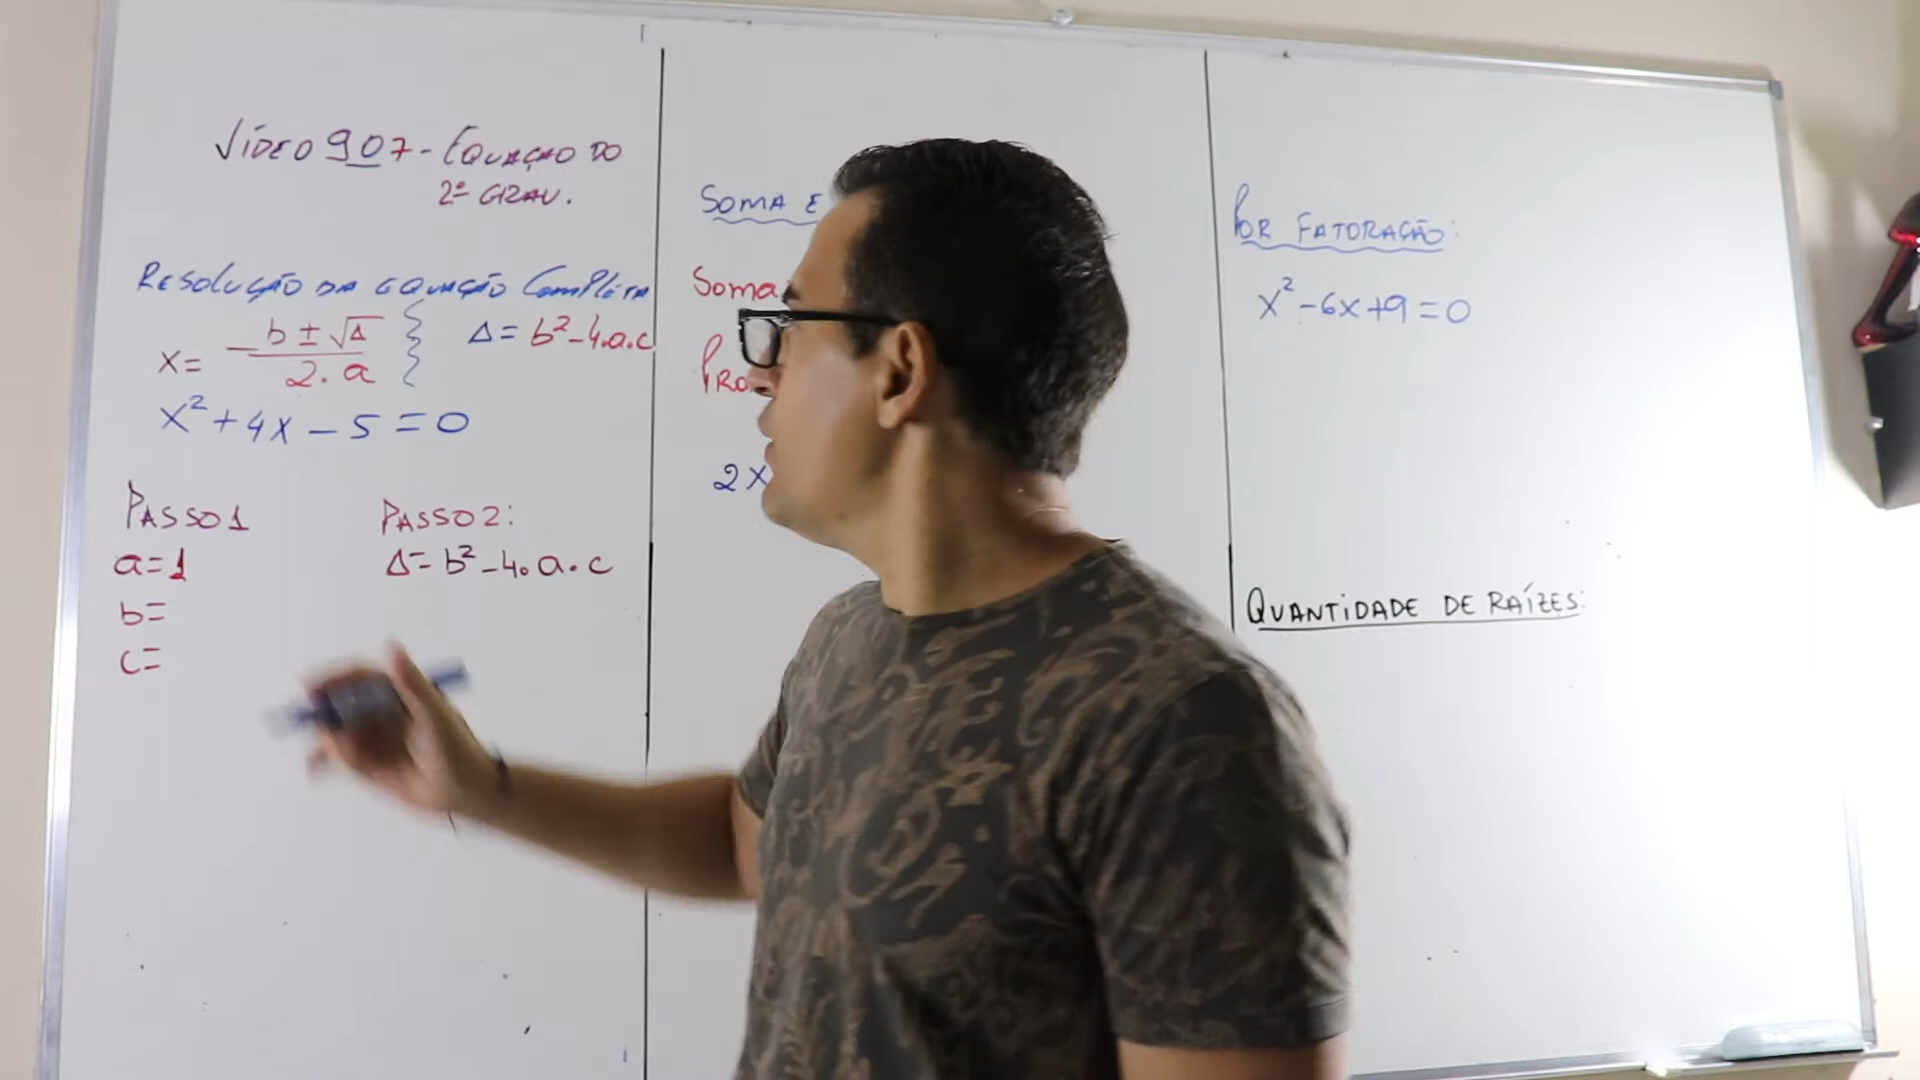 VÍDEO 907 - EQUAÇÃO DO
2º GRAU.
RESOLUÇÃO DA EQUAÇÃO COMPLETA
x = -b ± √Δ / 2.a } Δ = b² - 4.a.c
x² + 4x - 5 = 0
PASSO 1
a = 1
b =
c =
PASSO 2:
Δ = b² - 4.a.c
SOMA E
SOMA
2x
POR FATORAÇÃO:
x² - 6x + 9 = 0
QUANTIDADE DE RAÍZES: